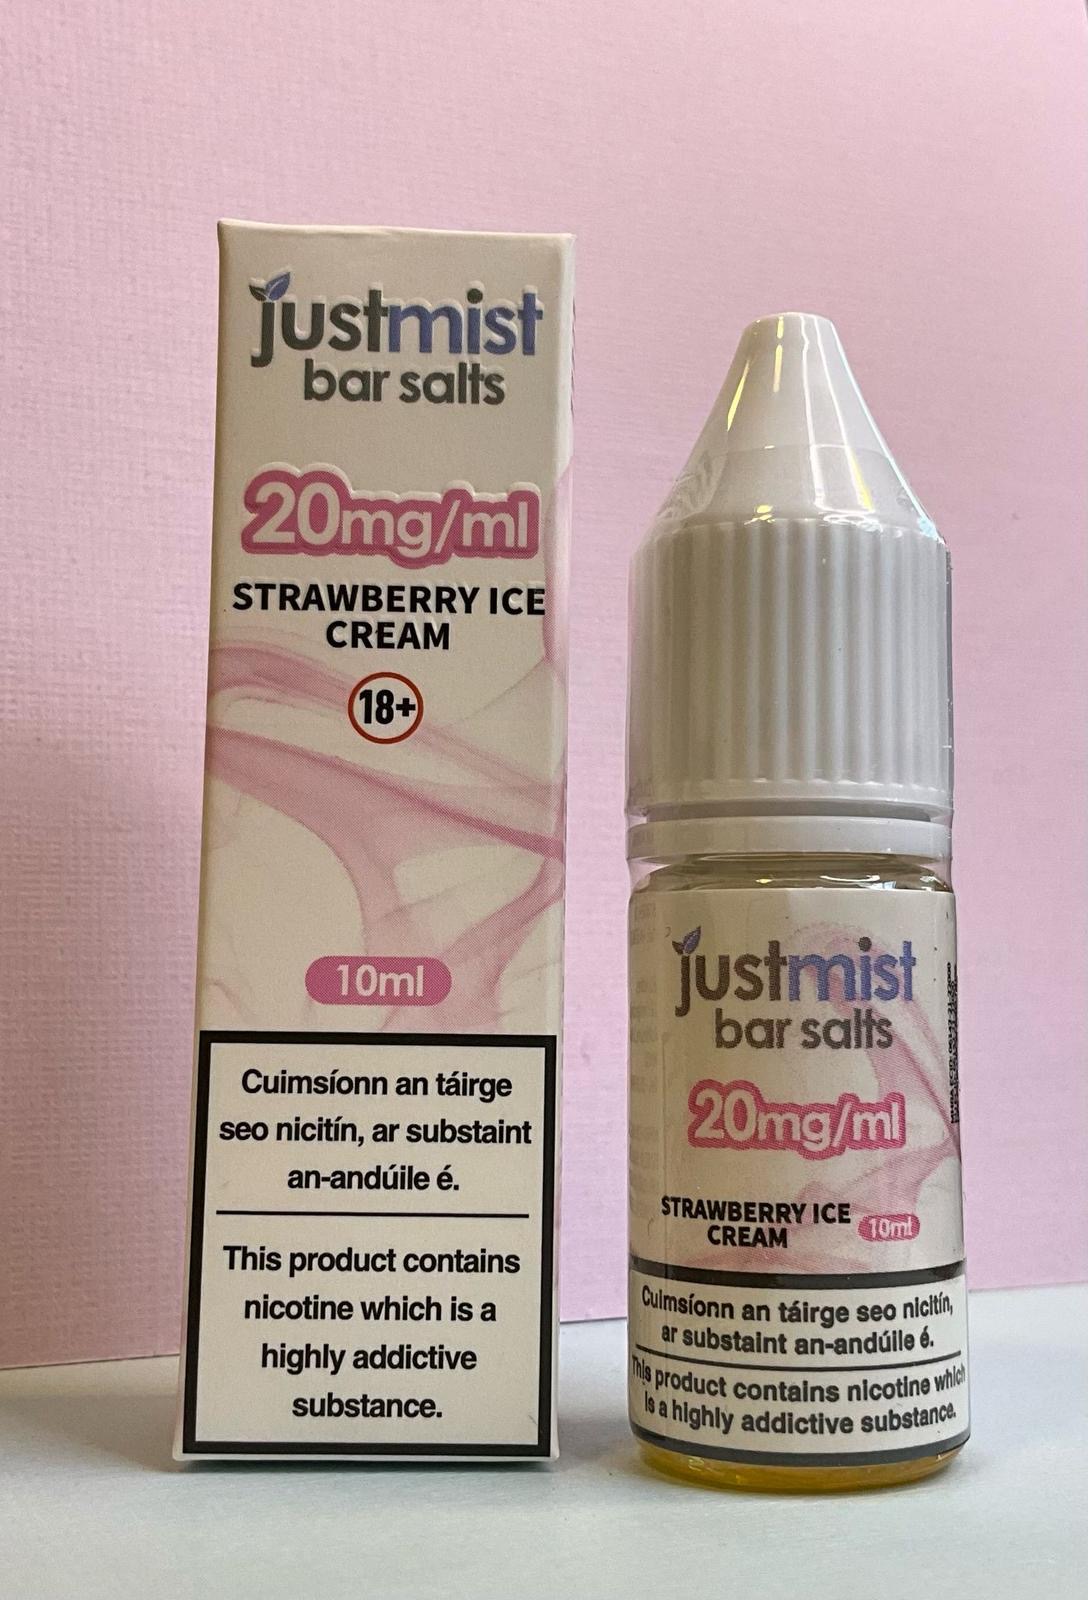 justmist
bar salts
20mg/ml
STRAWBERRY ICE
CREAM
18+
10ml
Cuimsíonn an táirge
seo nicitín, ar substaint
an-andúile é.
This product contains
nicotine which is a
highly addictive
substance.
justmist
bar salts
20mg/ml
STRAWBERRY ICE
CREAM
10ml
Cuimsíonn an táirge seo nicitín,
ar substaint an-andúile é.
This product contains nicotine which
is a highly addictive substance.